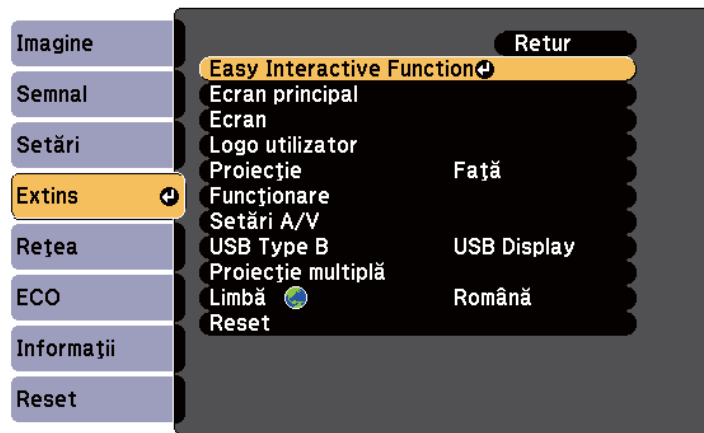 Imagine
Semnal
Setări
Extins
Reţea
ECO
Informaţii
Reset
Retur
Easy Interactive Function
Ecran principal
Ecran
Logo utilizator
Proiecţie Faţă
Funcţionare
Setări A/V
USB Type B USB Display
Proiecţie multiplă
Limbă Română
Reset